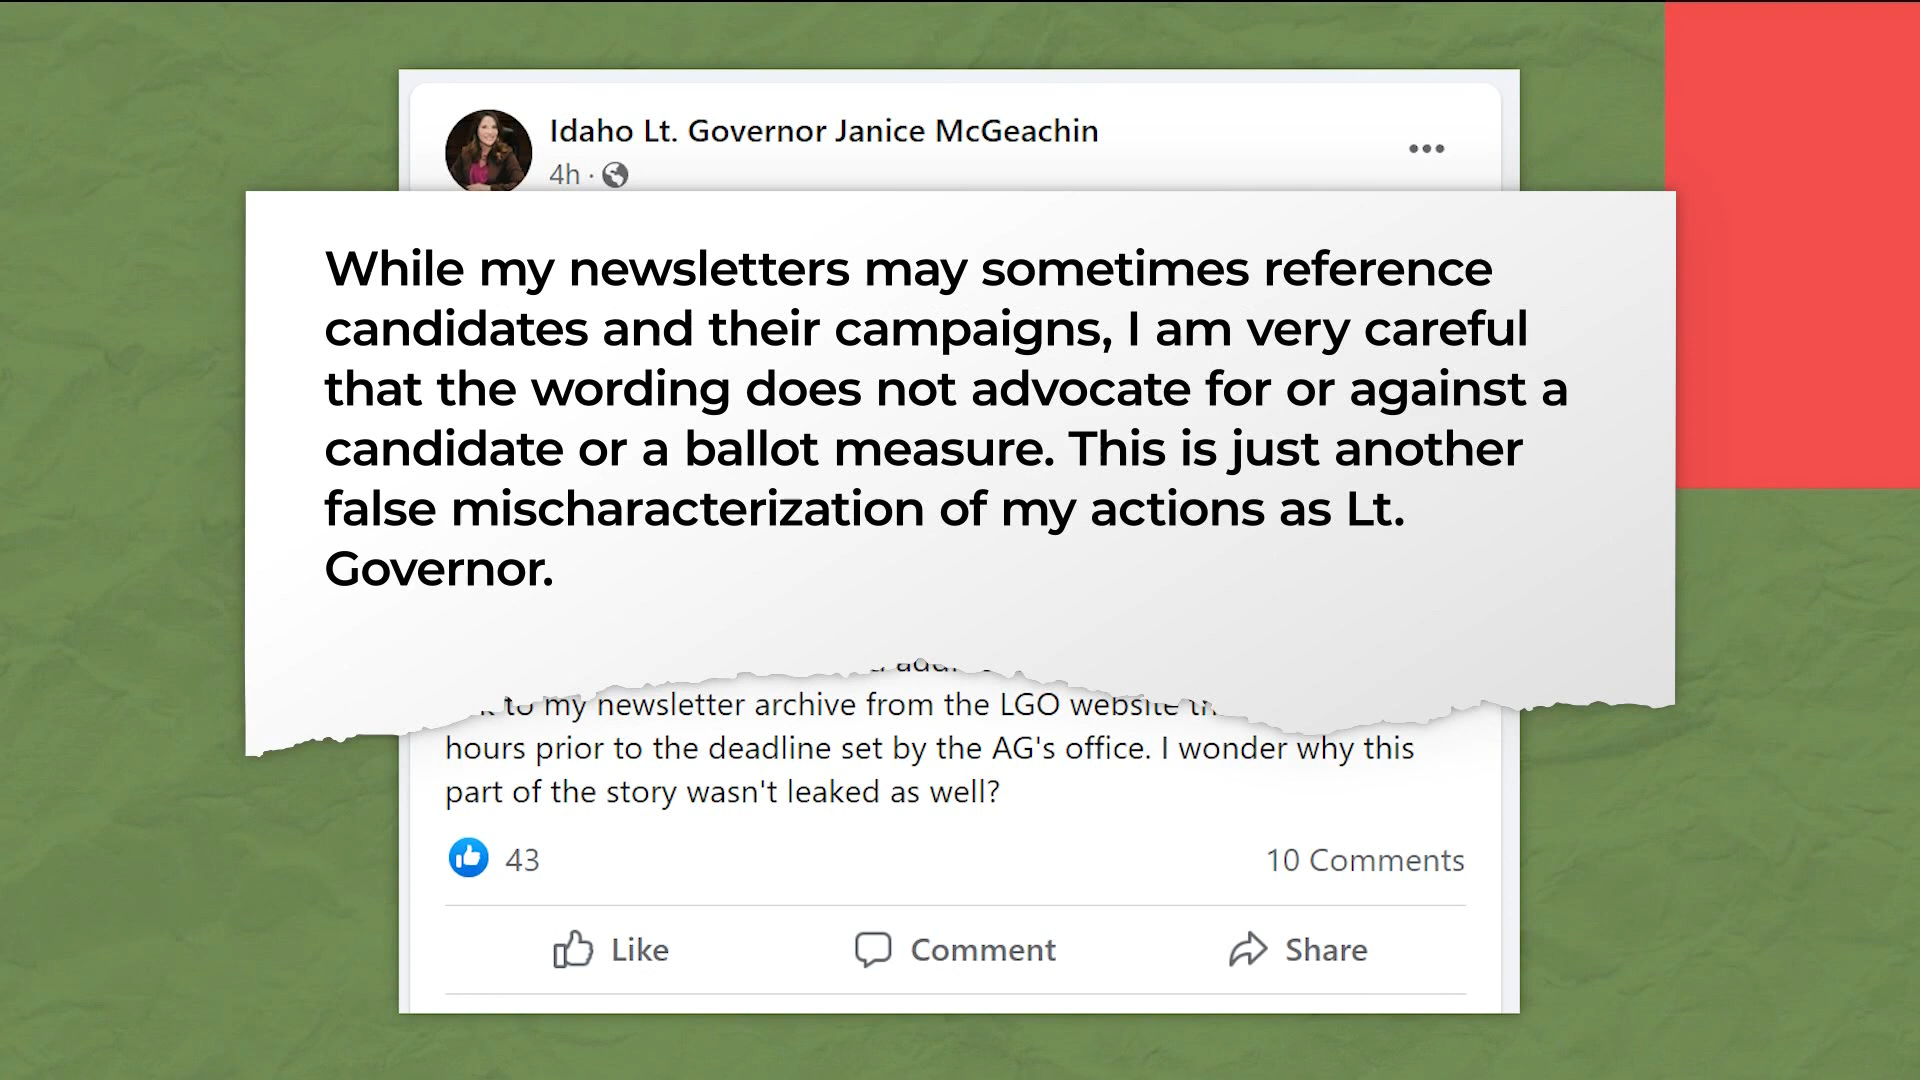 Idaho Lt. Governor Janice McGeachin
4h ·
While my newsletters may sometimes reference
candidates and their campaigns, I am very careful
that the wording does not advocate for or against a
candidate or a ballot measure. This is just another
false mischaracterization of my actions as Lt.
Governor.
to my newsletter archive from the LGO website
hours prior to the deadline set by the AG's office. I wonder why this
part of the story wasn't leaked as well?
43
10 Comments
Like
Comment
Share